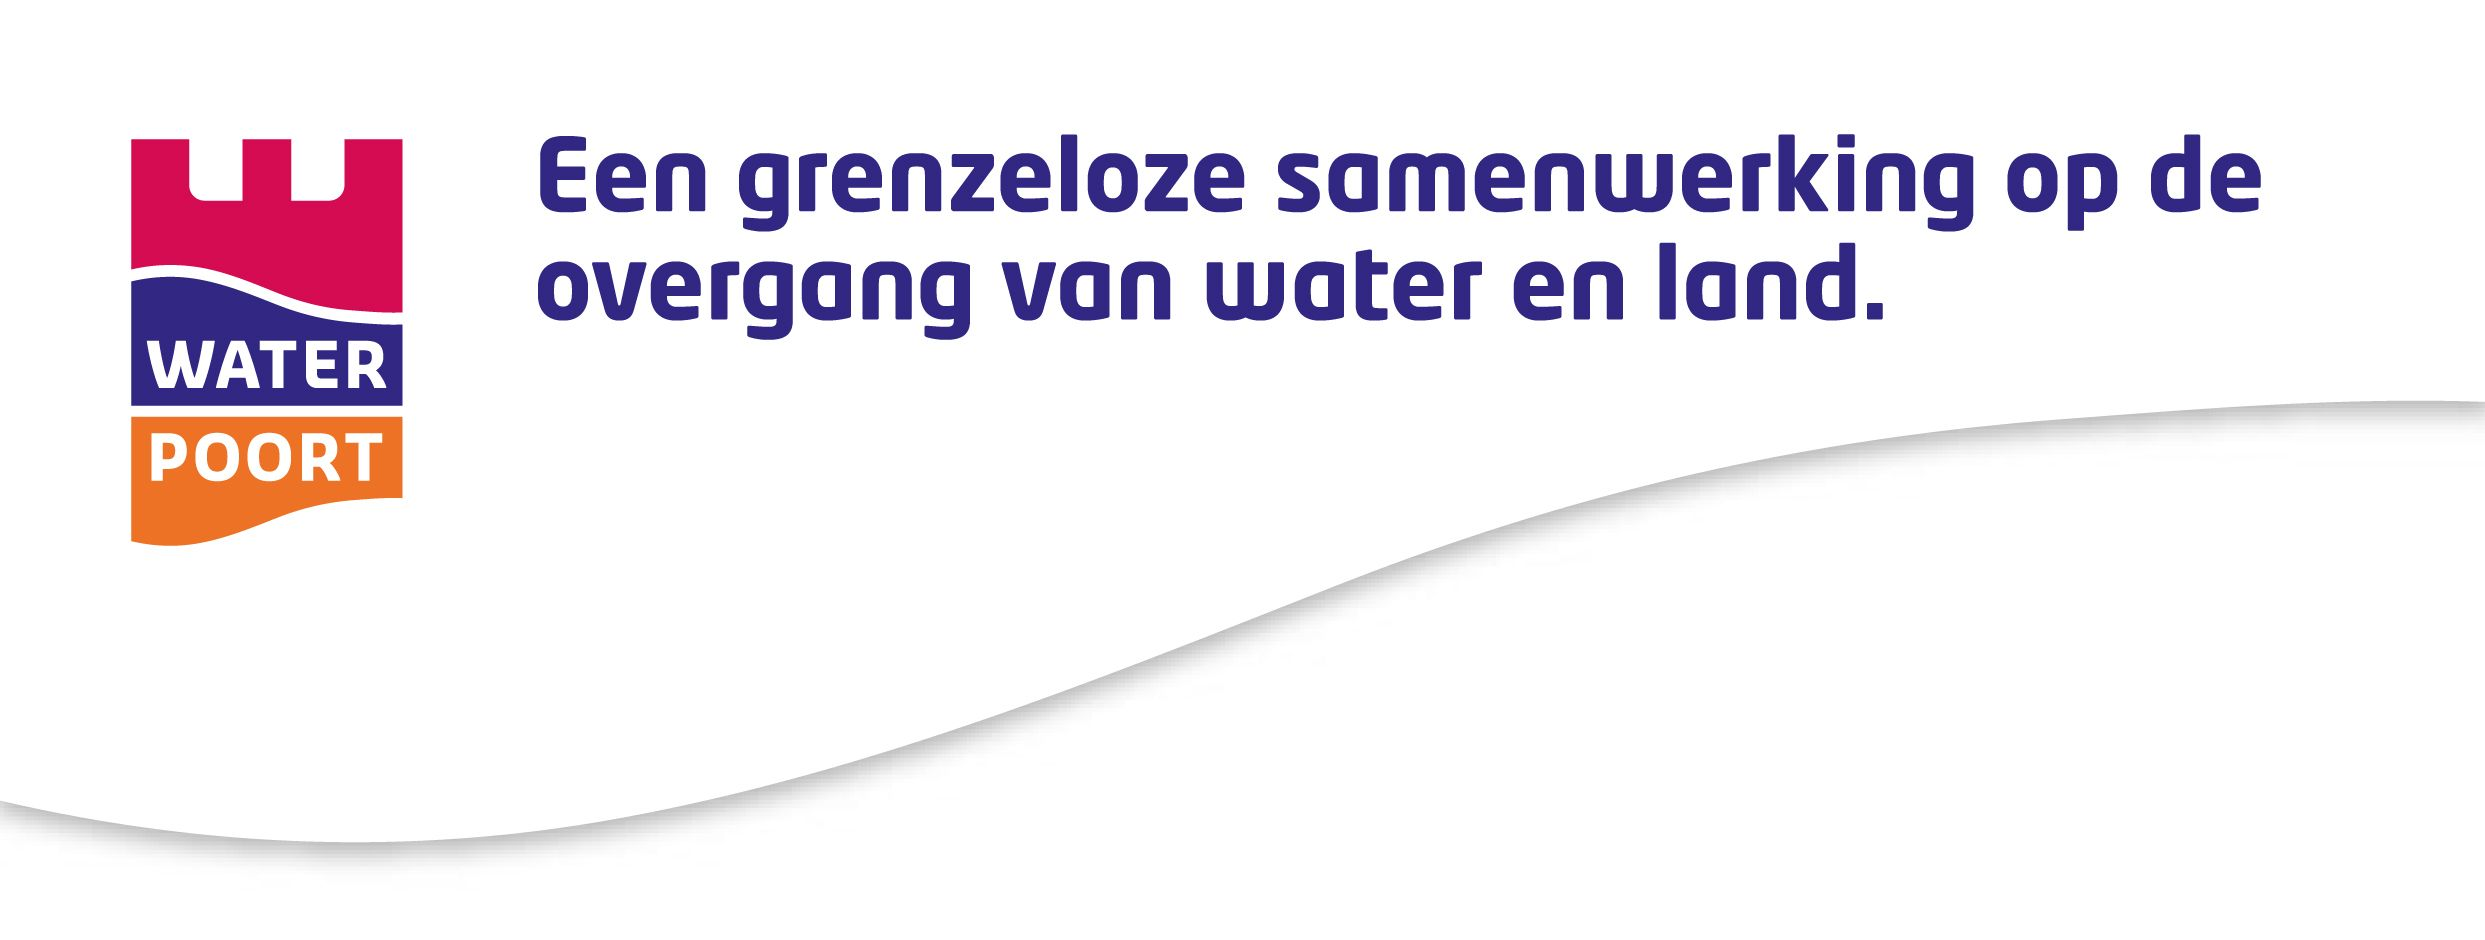 Een grenzeloze samenwerking op de
overgang van water en land.
WATER
POORT